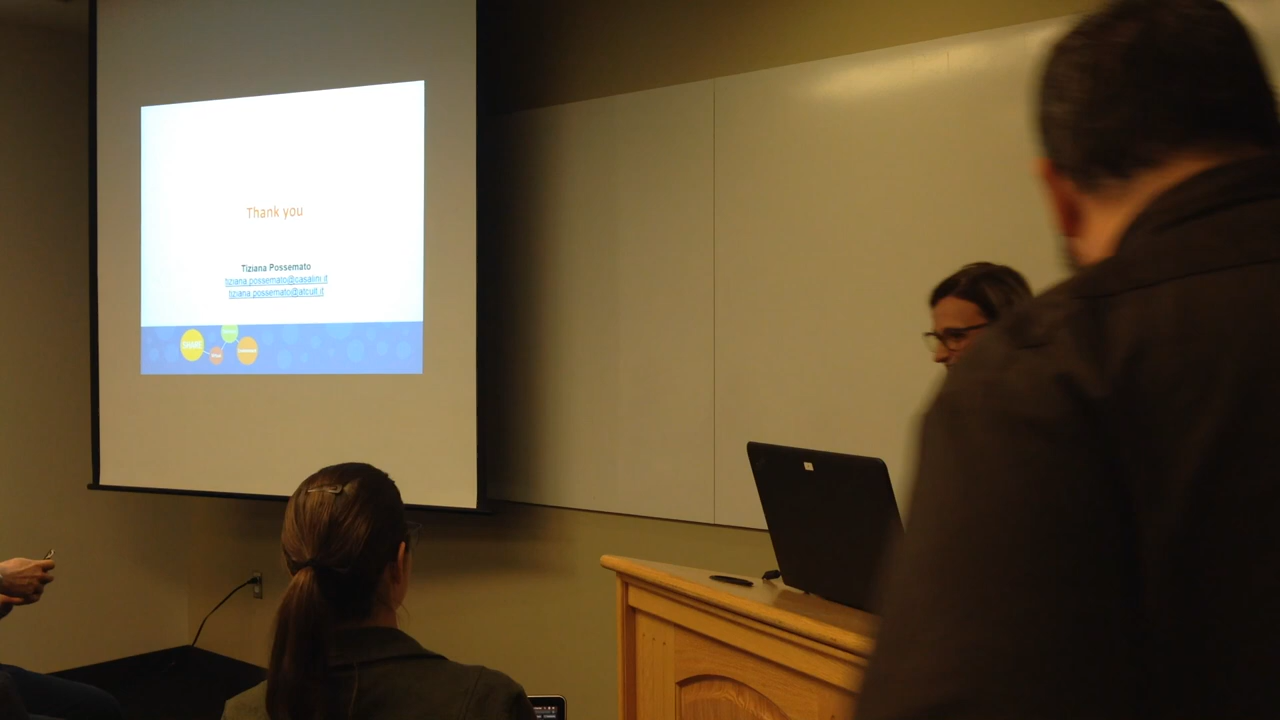 Thank you
Tiziana Possemato
tiziana.possemato@casalini.it
tiziana.possemato@atcult.it
SHARE